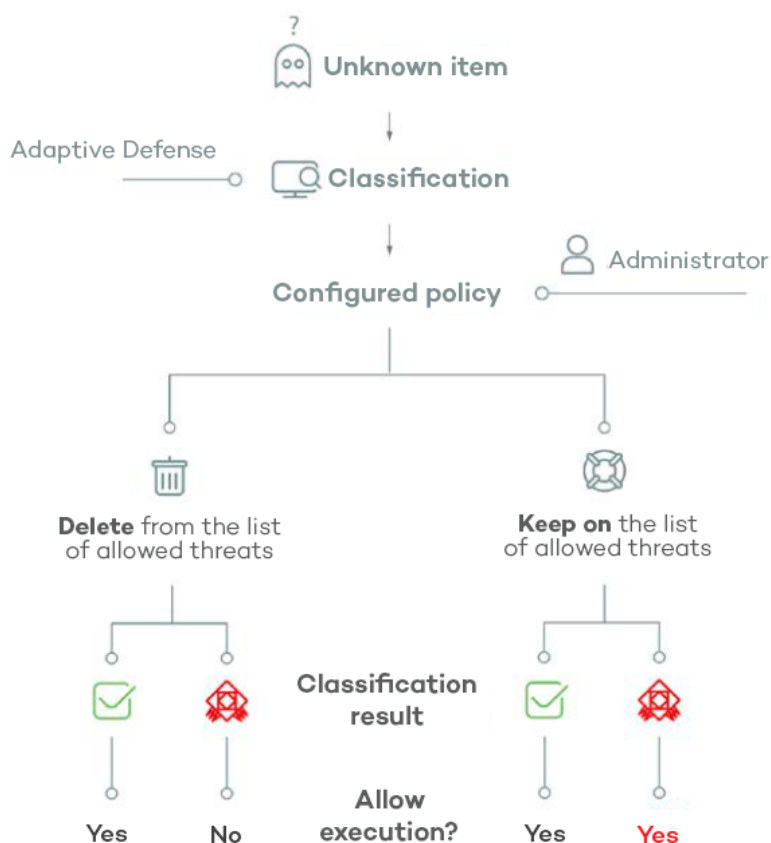 ?
Unknown item
Adaptive Defense
Classification
Administrator
Configured policy
Delete from the list
of allowed threats
Keep on the list
of allowed threats
Classification
result
Allow
execution?
Yes
No
Yes
Yes